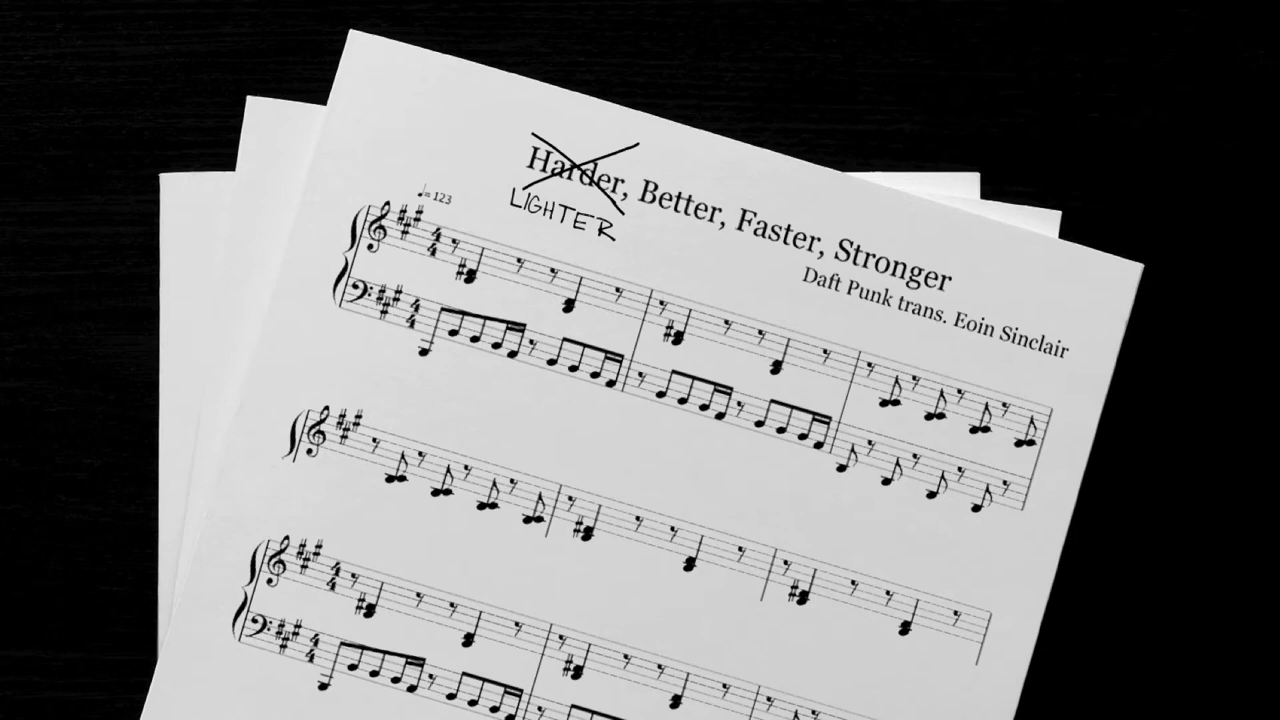 Harder, Better, Faster, Stronger
LIGHTER
Daft Punk trans. Eoin Sinclair
♩= 123